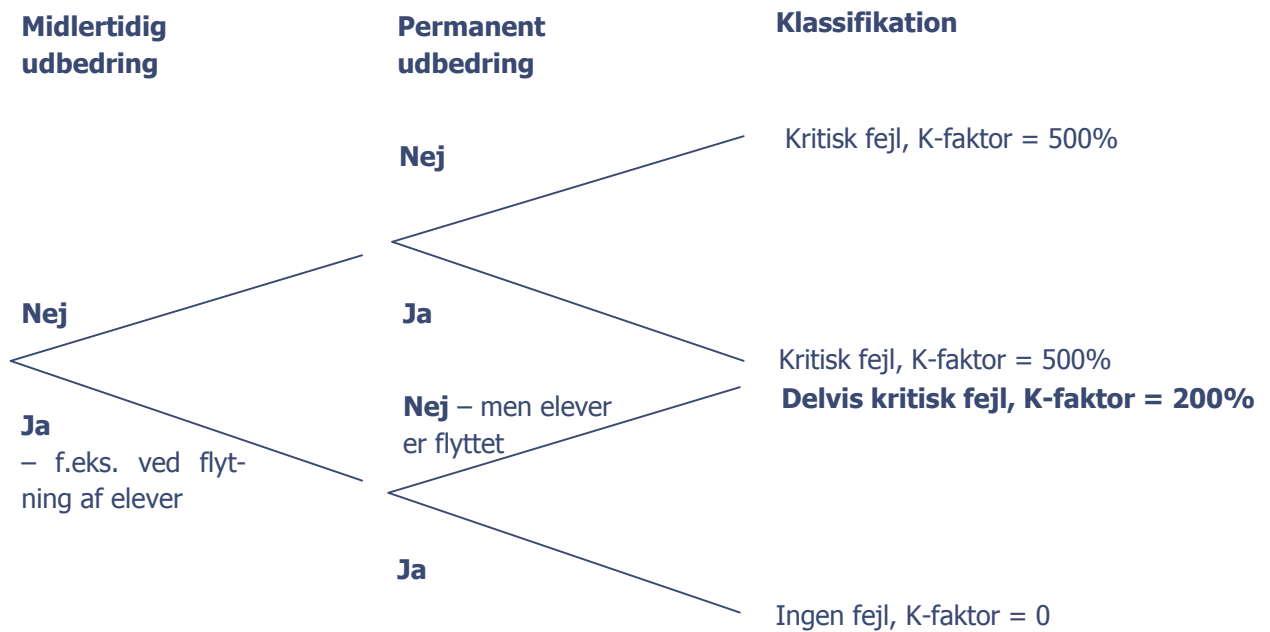 Midlertidig
udbedring
Permanent
udbedring
Klassifikation
Nej
Kritisk fejl, K-faktor = 500%
Nej
Ja
Kritisk fejl, K-faktor = 500%
Nej – men elever
er flyttet
Delvis kritisk fejl, K-faktor = 200%
Ja
– f.eks. ved flyt-
ning af elever
Ja
Ingen fejl, K-faktor = 0